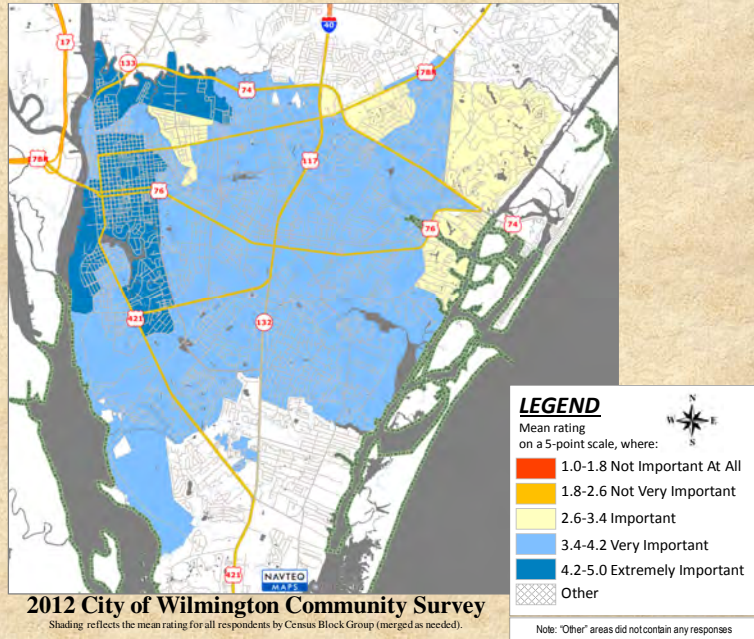 40
17
133
74
78B
117
78B
76
76
74
421
132
421
NAVTEQ
MAPS
LEGEND
N
W E
S
Mean rating
on a 5-point scale, where:
1.0-1.8 Not Important At All
1.8-2.6 Not Very Important
2.6-3.4 Important
3.4-4.2 Very Important
4.2-5.0 Extremely Important
Other
Note: "Other" areas did not contain any responses
2012 City of Wilmington Community Survey
Shading reflects the mean rating for all respondents by Census Block Group (merged as needed).